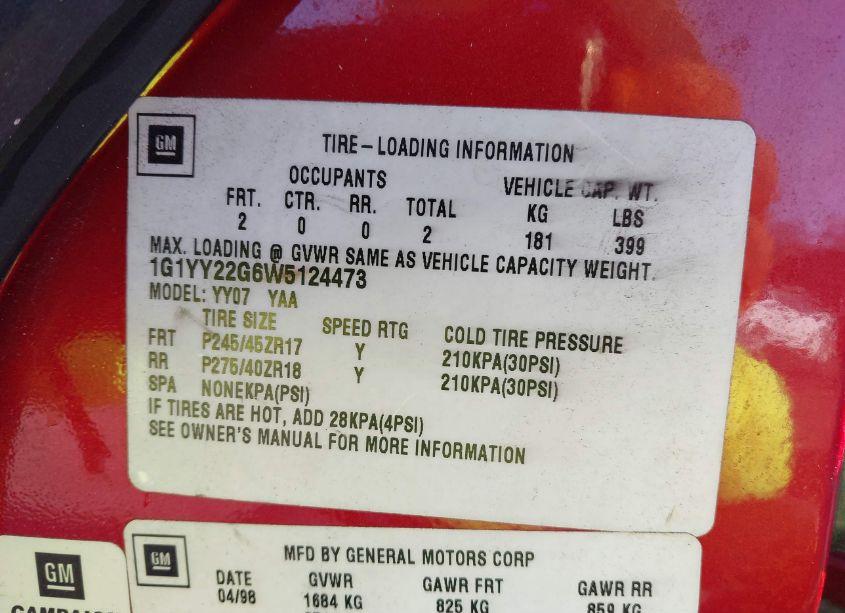 GM
TIRE-LOADING INFORMATION
OCCUPANTS VEHICLE CAP. WT.
FRT. CTR. RR. TOTAL KG LBS
2 0 0 2 181 399
MAX. LOADING @ GVWR SAME AS VEHICLE CAPACITY WEIGHT.
1G1YY22G6W5124473
MODEL: YY07 YAA
TIRE SIZE SPEED RTG COLD TIRE PRESSURE
FRT P245/45ZR17 Y 210KPA(30PSI)
RR P275/40ZR18 Y 210KPA(30PSI)
SPA NONEKPA(PSI)
IF TIRES ARE HOT, ADD 28KPA(4PSI)
SEE OWNER'S MANUAL FOR MORE INFORMATION
GM
MFD BY GENERAL MOTORS CORP
DATE GVWR GAWR FRT GAWR RR
04/98 1684 KG 825 KG 859 KG
GM